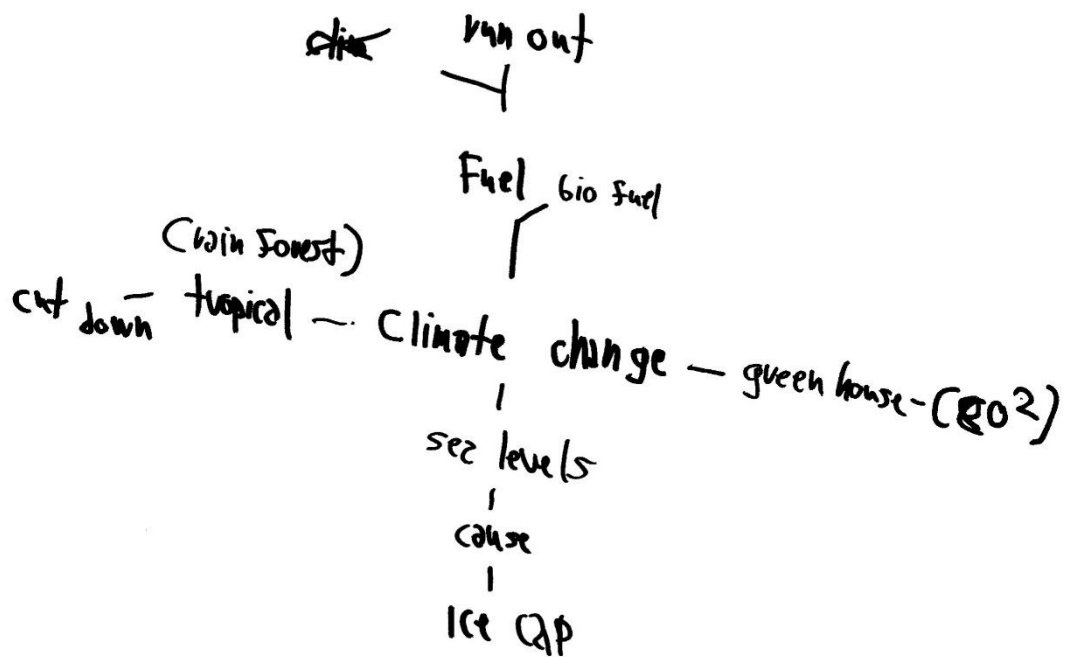 run out
Fuel bio fuel
(rain Forest)
cut down - tropical - Climate change - green house - (CO2)
sea levels
cause
Ice cap